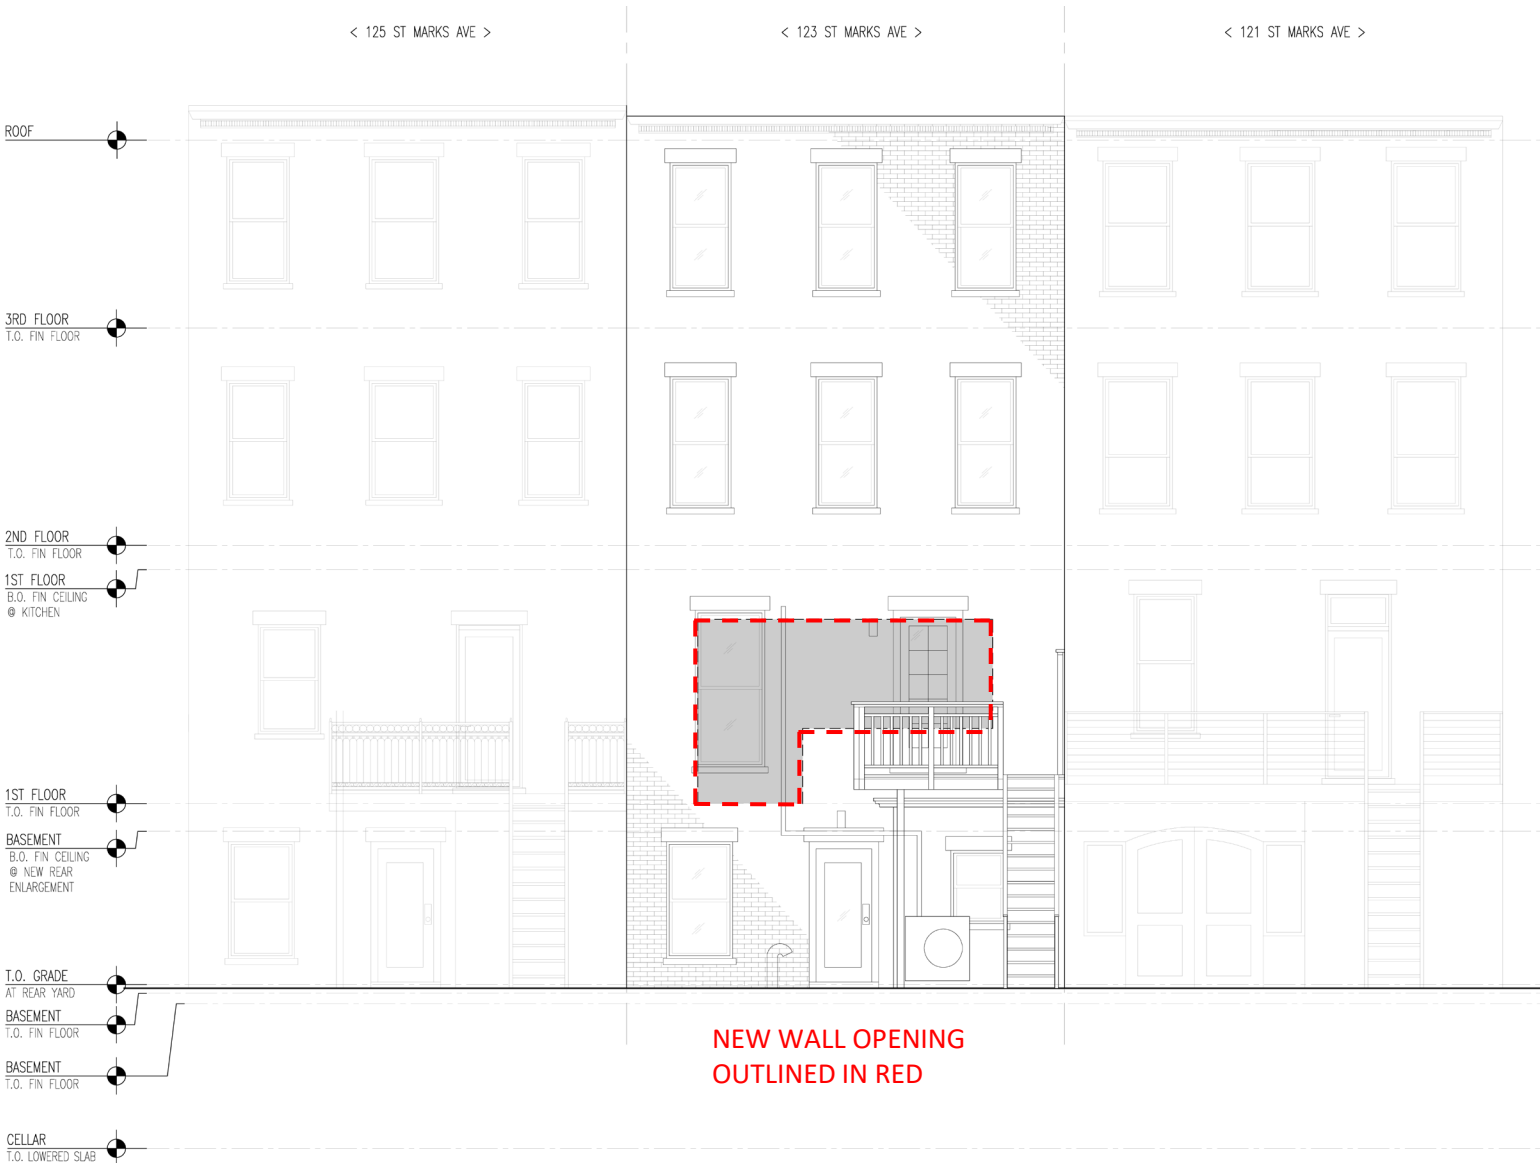 < 125 ST MARKS AVE >
< 123 ST MARKS AVE >
< 121 ST MARKS AVE >
ROOF
3RD FLOOR
T.O. FIN FLOOR
2ND FLOOR
T.O. FIN FLOOR
1ST FLOOR
B.O. FIN CEILING
@ KITCHEN
1ST FLOOR
T.O. FIN FLOOR
BASEMENT
B.O. FIN CEILING
@ NEW REAR
ENLARGEMENT
T.O. GRADE
AT REAR YARD
BASEMENT
T.O. FIN FLOOR
BASEMENT
T.O. FIN FLOOR
CELLAR
T.O. LOWERED SLAB
NEW WALL OPENING
OUTLINED IN RED